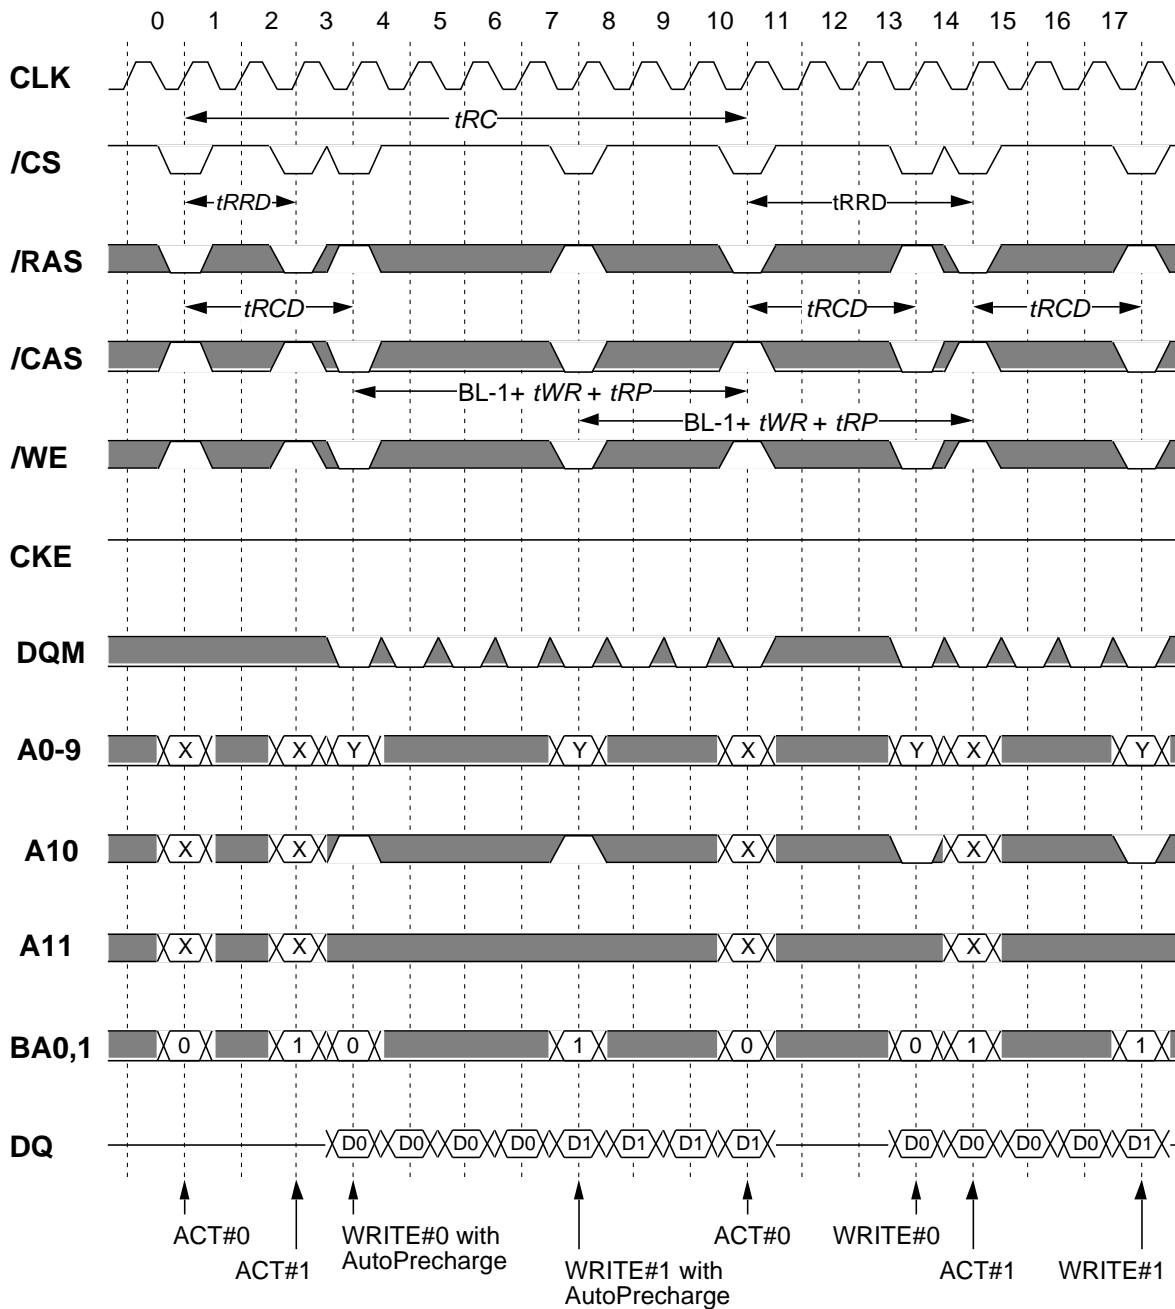 0 1 2 3 4 5 6 7 8 9 10 11 12 13 14 15 16 17
CLK
tRC
/CS
tRRD tRRD
/RAS
tRCD tRCD tRCD
/CAS
BL-1+ tWR + tRP
BL-1+ tWR + tRP
/WE
CKE
DQM
A0-9 X X Y Y X Y X Y
A10 X X X X
A11 X X X X
BA0,1 0 1 0 1 0 0 1 1
DQ D0 D0 D0 D0 D1 D1 D1 D1 D0 D0 D0 D0 D1
ACT#0 WRITE#0 with ACT#0 WRITE#0
AutoPrecharge
ACT#1 WRITE#1 with ACT#1 WRITE#1
AutoPrecharge